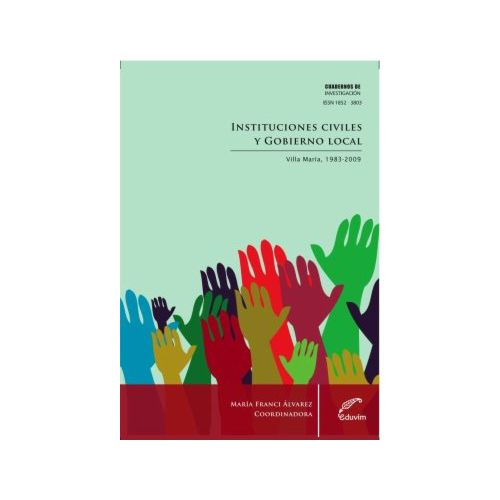 CUADERNOS DE
INVESTIGACIÓN
ISSN 1852 - 3803
INSTITUCIONES CIVILES
Y GOBIERNO LOCAL
Villa María, 1983-2009
MARÍA FRANCI ÁLVAREZ
COORDINADORA
Eduvim